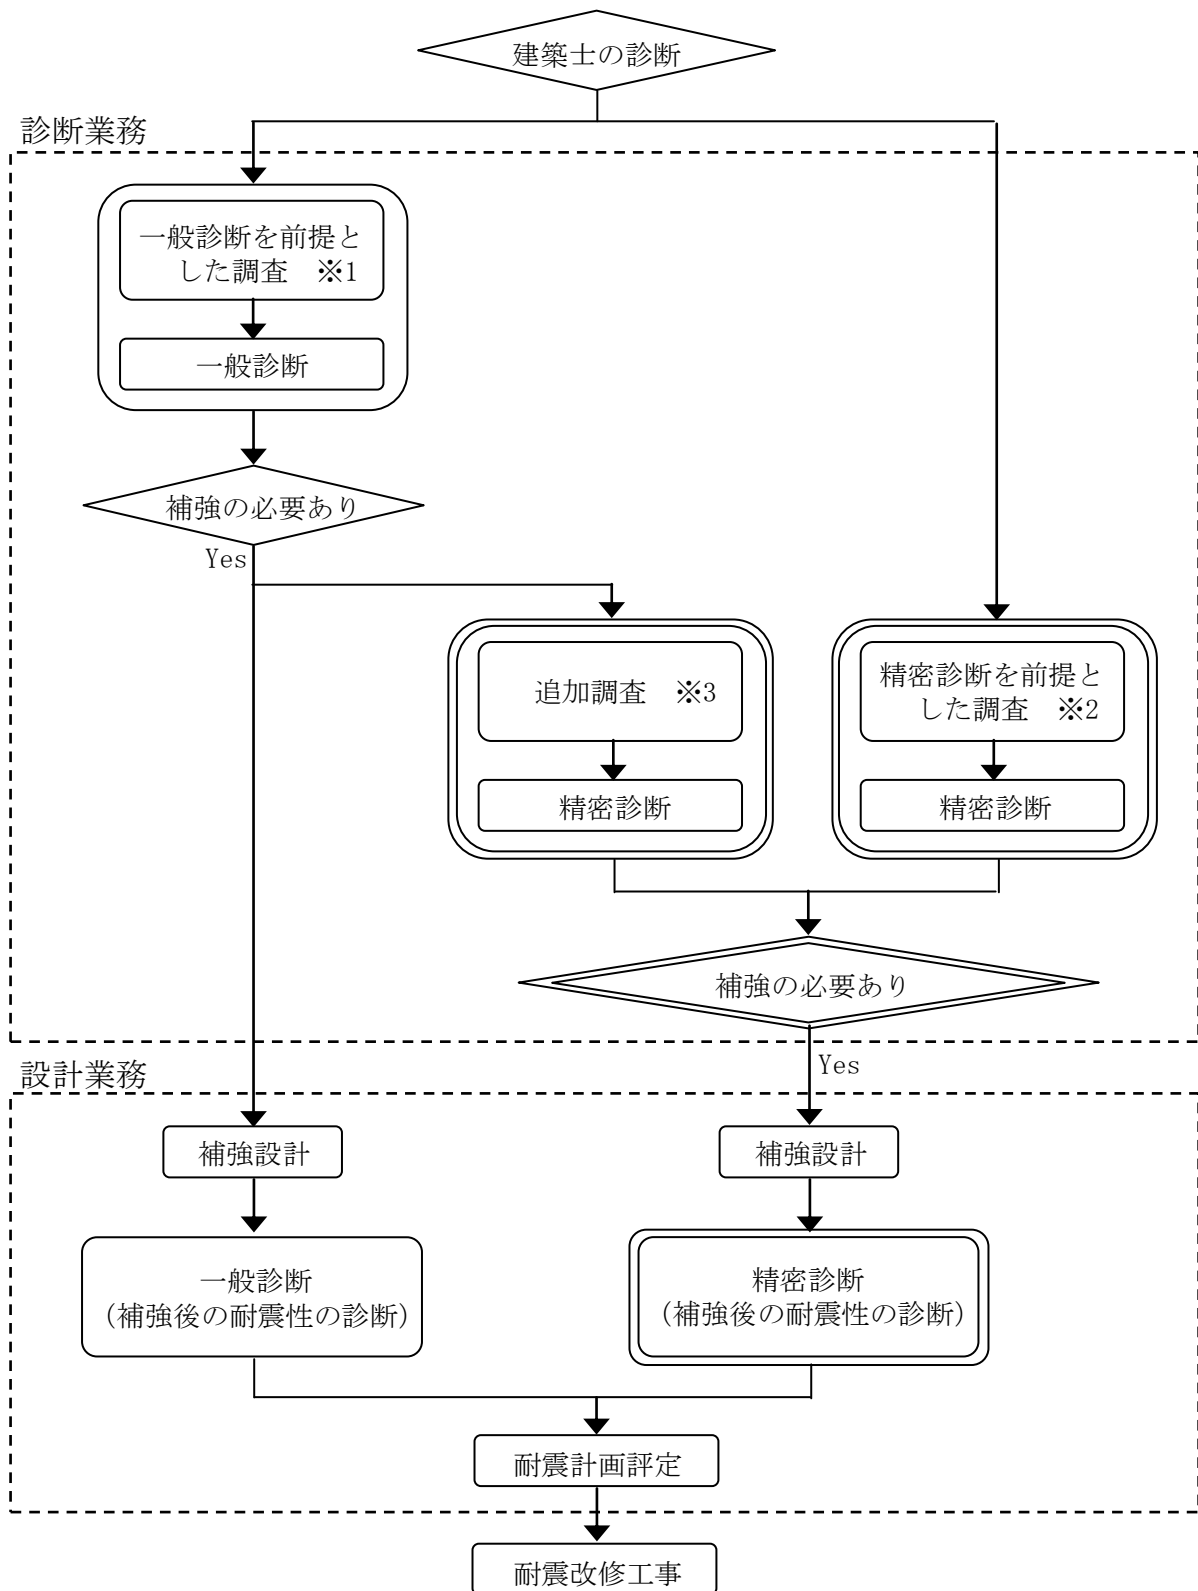 建築士の診断
診断業務
一般診断を前提と
した調査　※1
一般診断
補強の必要あり
Yes
追加調査　※3
精密診断
精密診断を前提と
した調査　※2
精密診断
補強の必要あり
Yes
設計業務
補強設計
一般診断
（補強後の耐震性の診断）
補強設計
精密診断
（補強後の耐震性の診断）
耐震計画評定
耐震改修工事